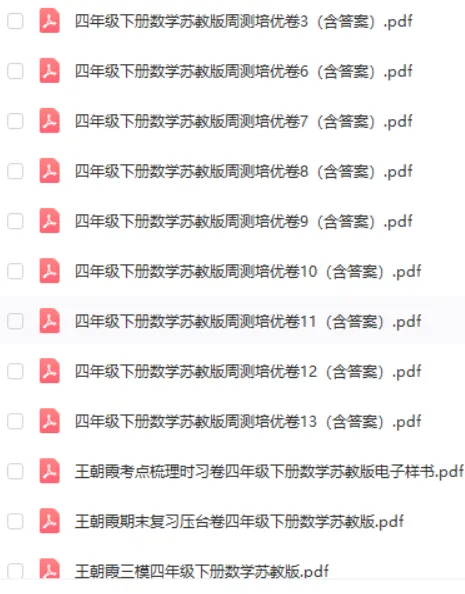 四年级下册数学苏教版周测培优卷3（含答案）.pdf
四年级下册数学苏教版周测培优卷6（含答案）.pdf
四年级下册数学苏教版周测培优卷7（含答案）.pdf
四年级下册数学苏教版周测培优卷8（含答案）.pdf
四年级下册数学苏教版周测培优卷9（含答案）.pdf
四年级下册数学苏教版周测培优卷10（含答案）.pdf
四年级下册数学苏教版周测培优卷11（含答案）.pdf
四年级下册数学苏教版周测培优卷12（含答案）.pdf
四年级下册数学苏教版周测培优卷13（含答案）.pdf
王朝霞考点梳理时习卷四年级下册数学苏教版电子样书.pdf
王朝霞期末复习压台卷四年级下册数学苏教版.pdf
王朝霞三模四年级下册数学苏教版.pdf